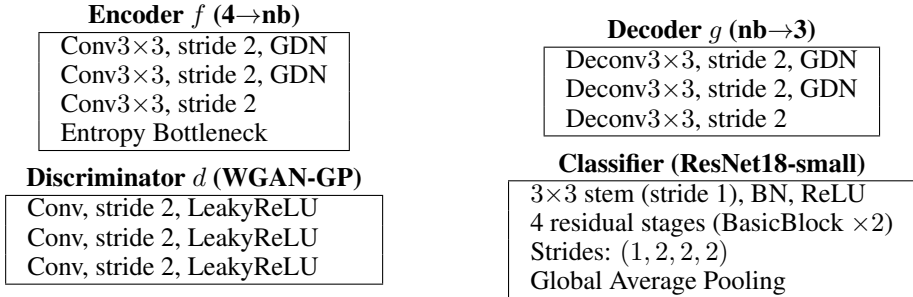 Encoder f (4→nb)
Conv3×3, stride 2, GDN
Conv3×3, stride 2, GDN
Conv3×3, stride 2
Entropy Bottleneck
Discriminator d (WGAN-GP)
Conv, stride 2, LeakyReLU
Conv, stride 2, LeakyReLU
Conv, stride 2, LeakyReLU
Decoder g (nb→3)
Deconv3×3, stride 2, GDN
Deconv3×3, stride 2, GDN
Deconv3×3, stride 2
Classifier (ResNet18-small)
3×3 stem (stride 1), BN, ReLU
4 residual stages (BasicBlock ×2)
Strides: (1, 2, 2, 2)
Global Average Pooling